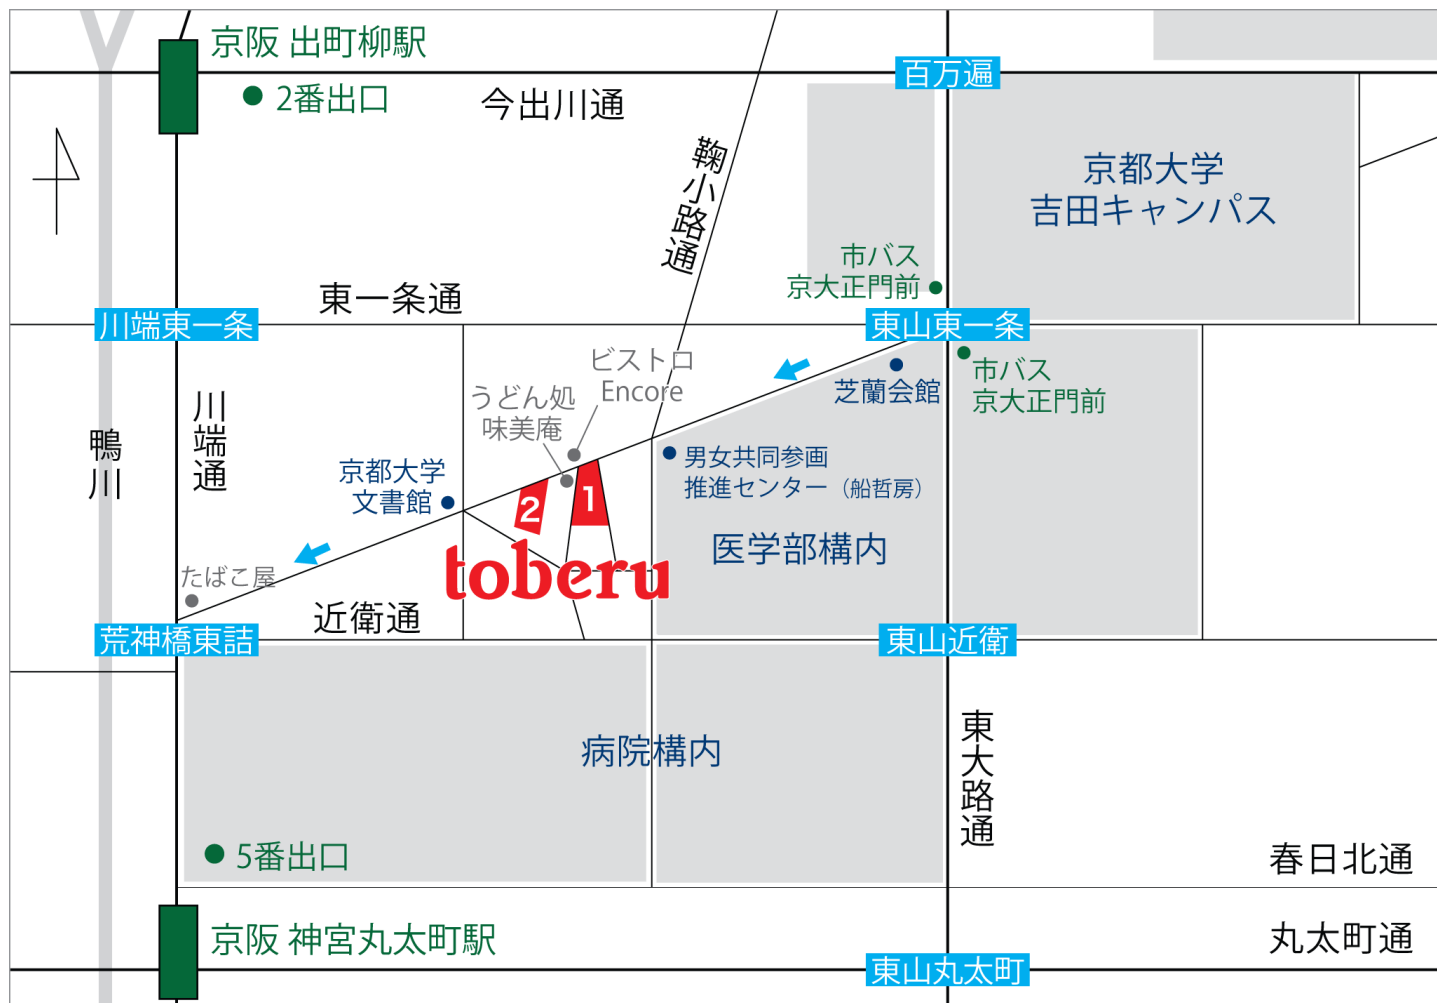 京阪 出町柳駅
2番出口
今出川通
百万遍
鞠小路通
京都大学
吉田キャンパス
市バス
京大正門前
東一条通
川端東一条
東山東一条
市バス
京大正門前
芝蘭会館
ビストロ
Encore
うどん処
味美庵
川端通
鴨川
京都大学
文書館
男女共同参画
推進センター（船哲房）
1
2
toberu
医学部構内
たばこ屋
近衛通
荒神橋東詰
東山近衛
病院構内
東大路通
5番出口
春日北通
京阪 神宮丸太町駅
丸太町通
東山丸太町